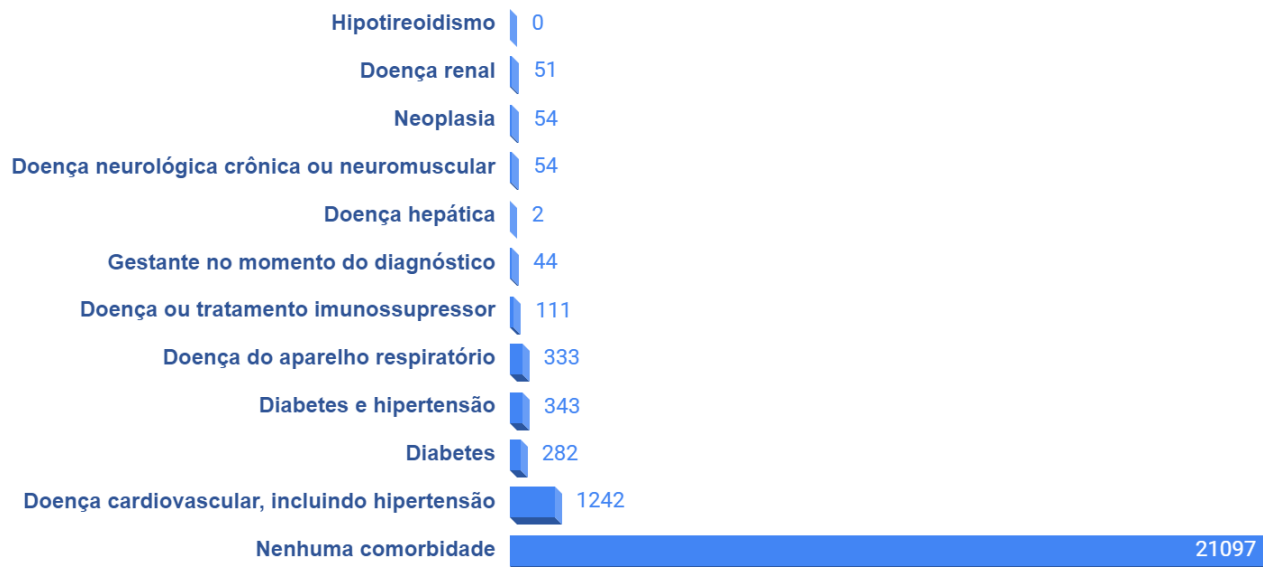 Hipotireoidismo 0
Doença renal 51
Neoplasia 54
Doença neurológica crônica ou neuromuscular 54
Doença hepática 2
Gestante no momento do diagnóstico 44
Doença ou tratamento imunossupressor 111
Doença do aparelho respiratório 333
Diabetes e hipertensão 343
Diabetes 282
Doença cardiovascular, incluindo hipertensão 1242
Nenhuma comorbidade 21097